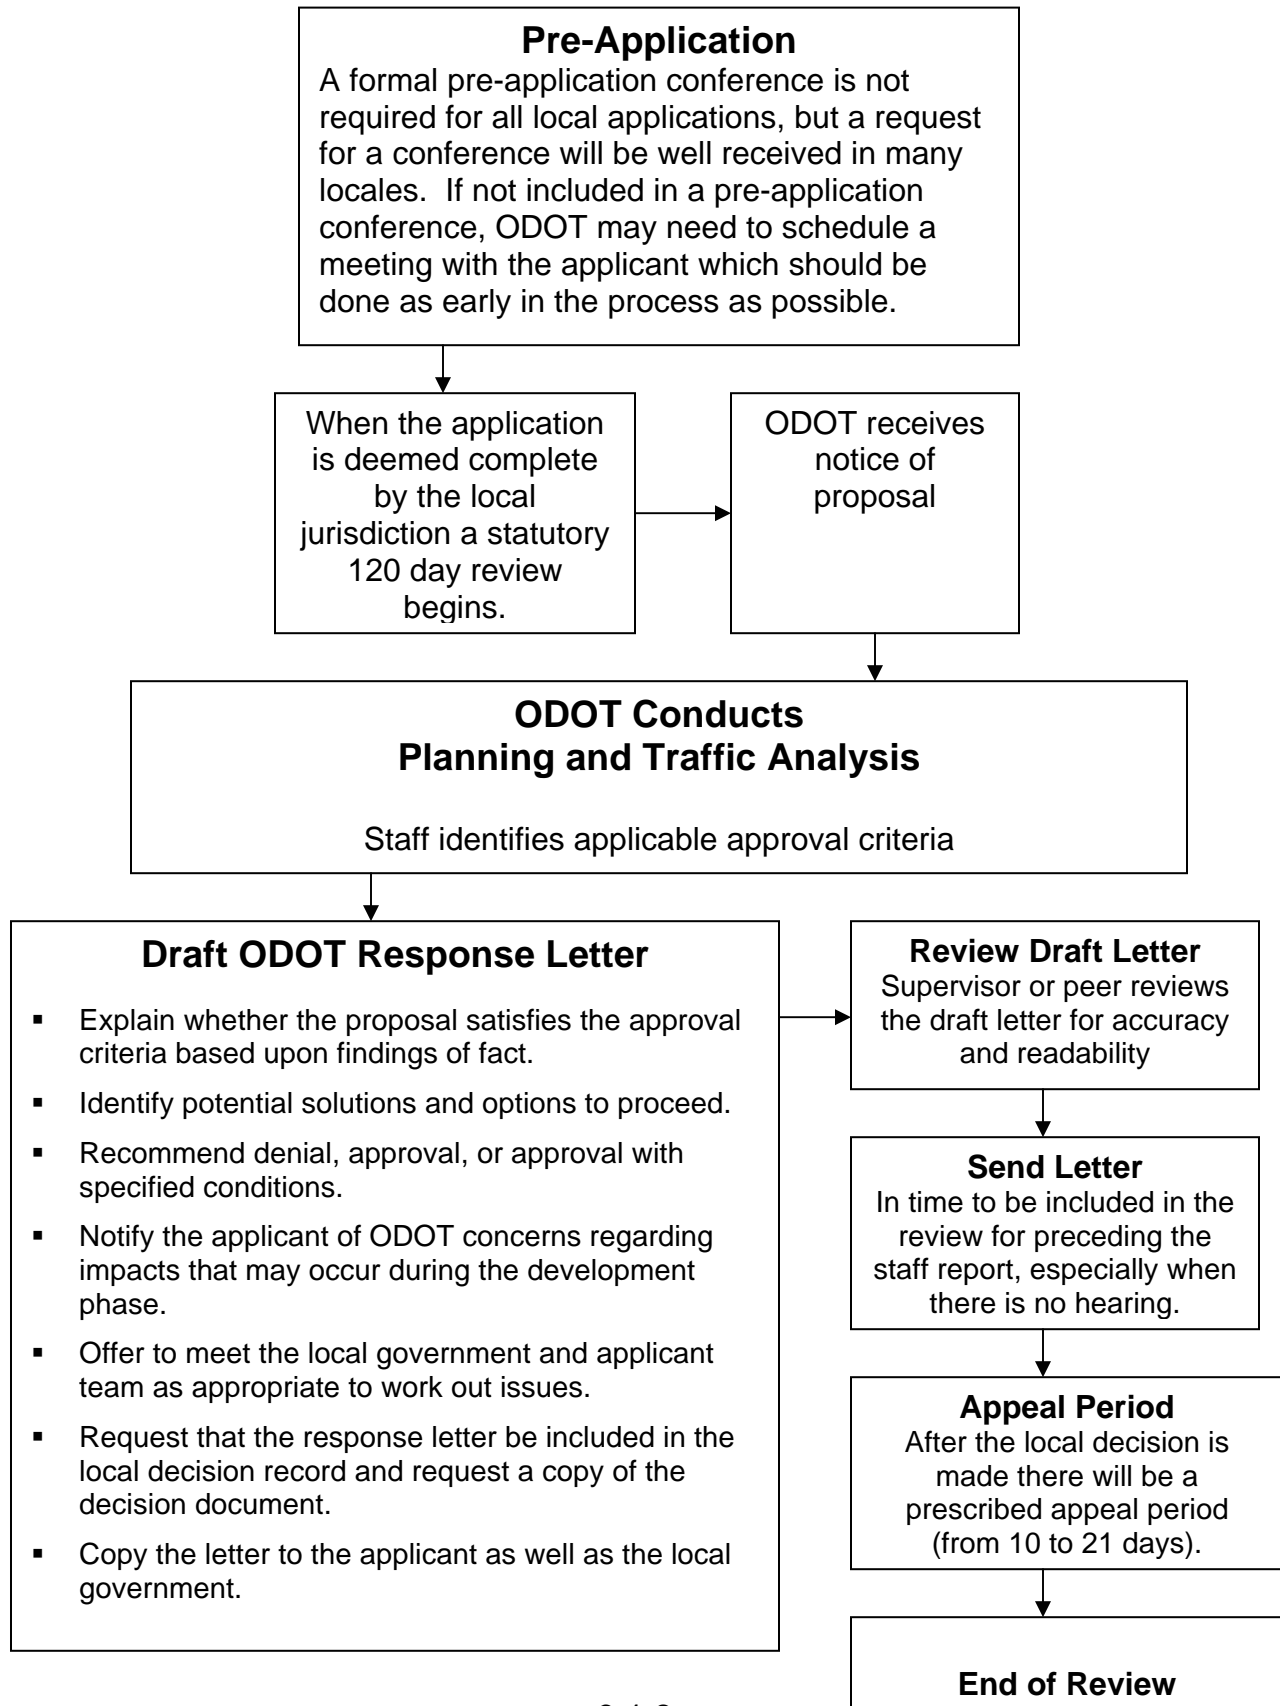 Pre-Application
A formal pre-application conference is not
required for all local applications, but a request
for a conference will be well received in many
locales.  If not included in a pre-application
conference, ODOT may need to schedule a
meeting with the applicant which should be
done as early in the process as possible.
When the application
is deemed complete
by the local
jurisdiction a statutory
120 day review
begins.
ODOT receives
notice of
proposal
ODOT Conducts
Planning and Traffic Analysis
Staff identifies applicable approval criteria
Draft ODOT Response Letter
▪ Explain whether the proposal satisfies the approval
criteria based upon findings of fact.
▪ Identify potential solutions and options to proceed.
▪ Recommend denial, approval, or approval with
specified conditions.
▪ Notify the applicant of ODOT concerns regarding
impacts that may occur during the development
phase.
▪ Offer to meet the local government and applicant
team as appropriate to work out issues.
▪ Request that the response letter be included in the
local decision record and request a copy of the
decision document.
▪ Copy the letter to the applicant as well as the local
government.
Review Draft Letter
Supervisor or peer reviews
the draft letter for accuracy
and readability
Send Letter
In time to be included in the
review for preceding the
staff report, especially when
there is no hearing.
Appeal Period
After the local decision is
made there will be a
prescribed appeal period
(from 10 to 21 days).
End of Review